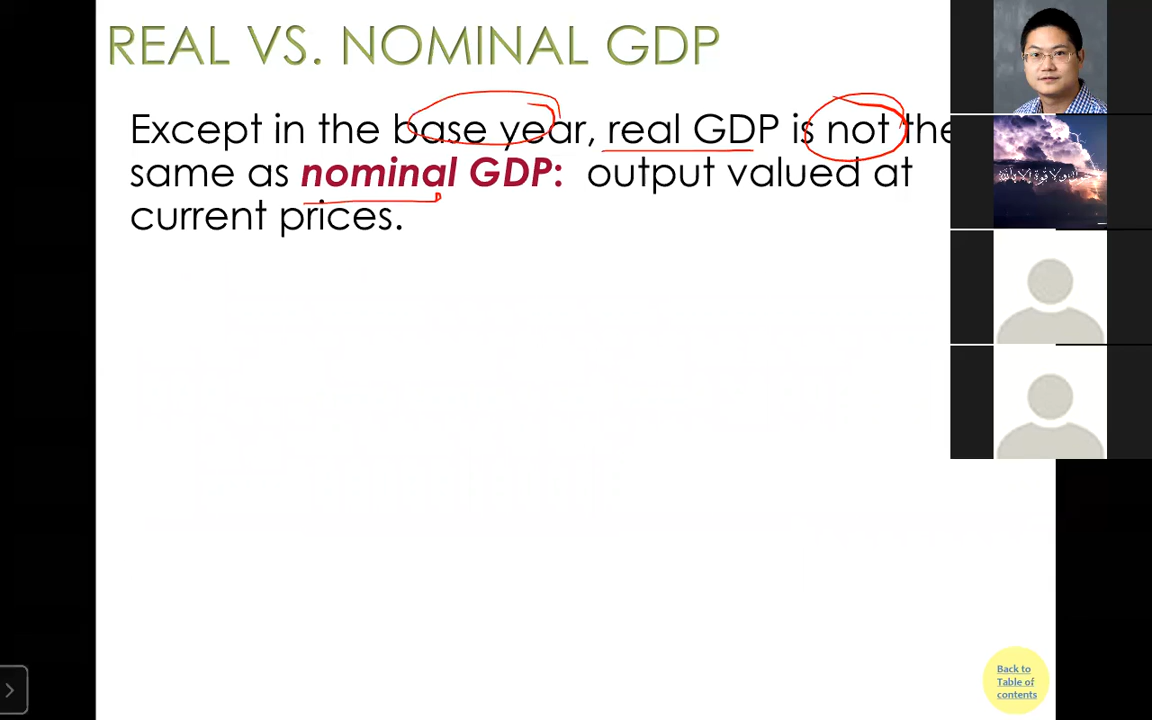 REAL VS. NOMINAL GDP
Except in the base year, real GDP is not the
same as nominal GDP: output valued at
current prices.
Back to
Table of
contents